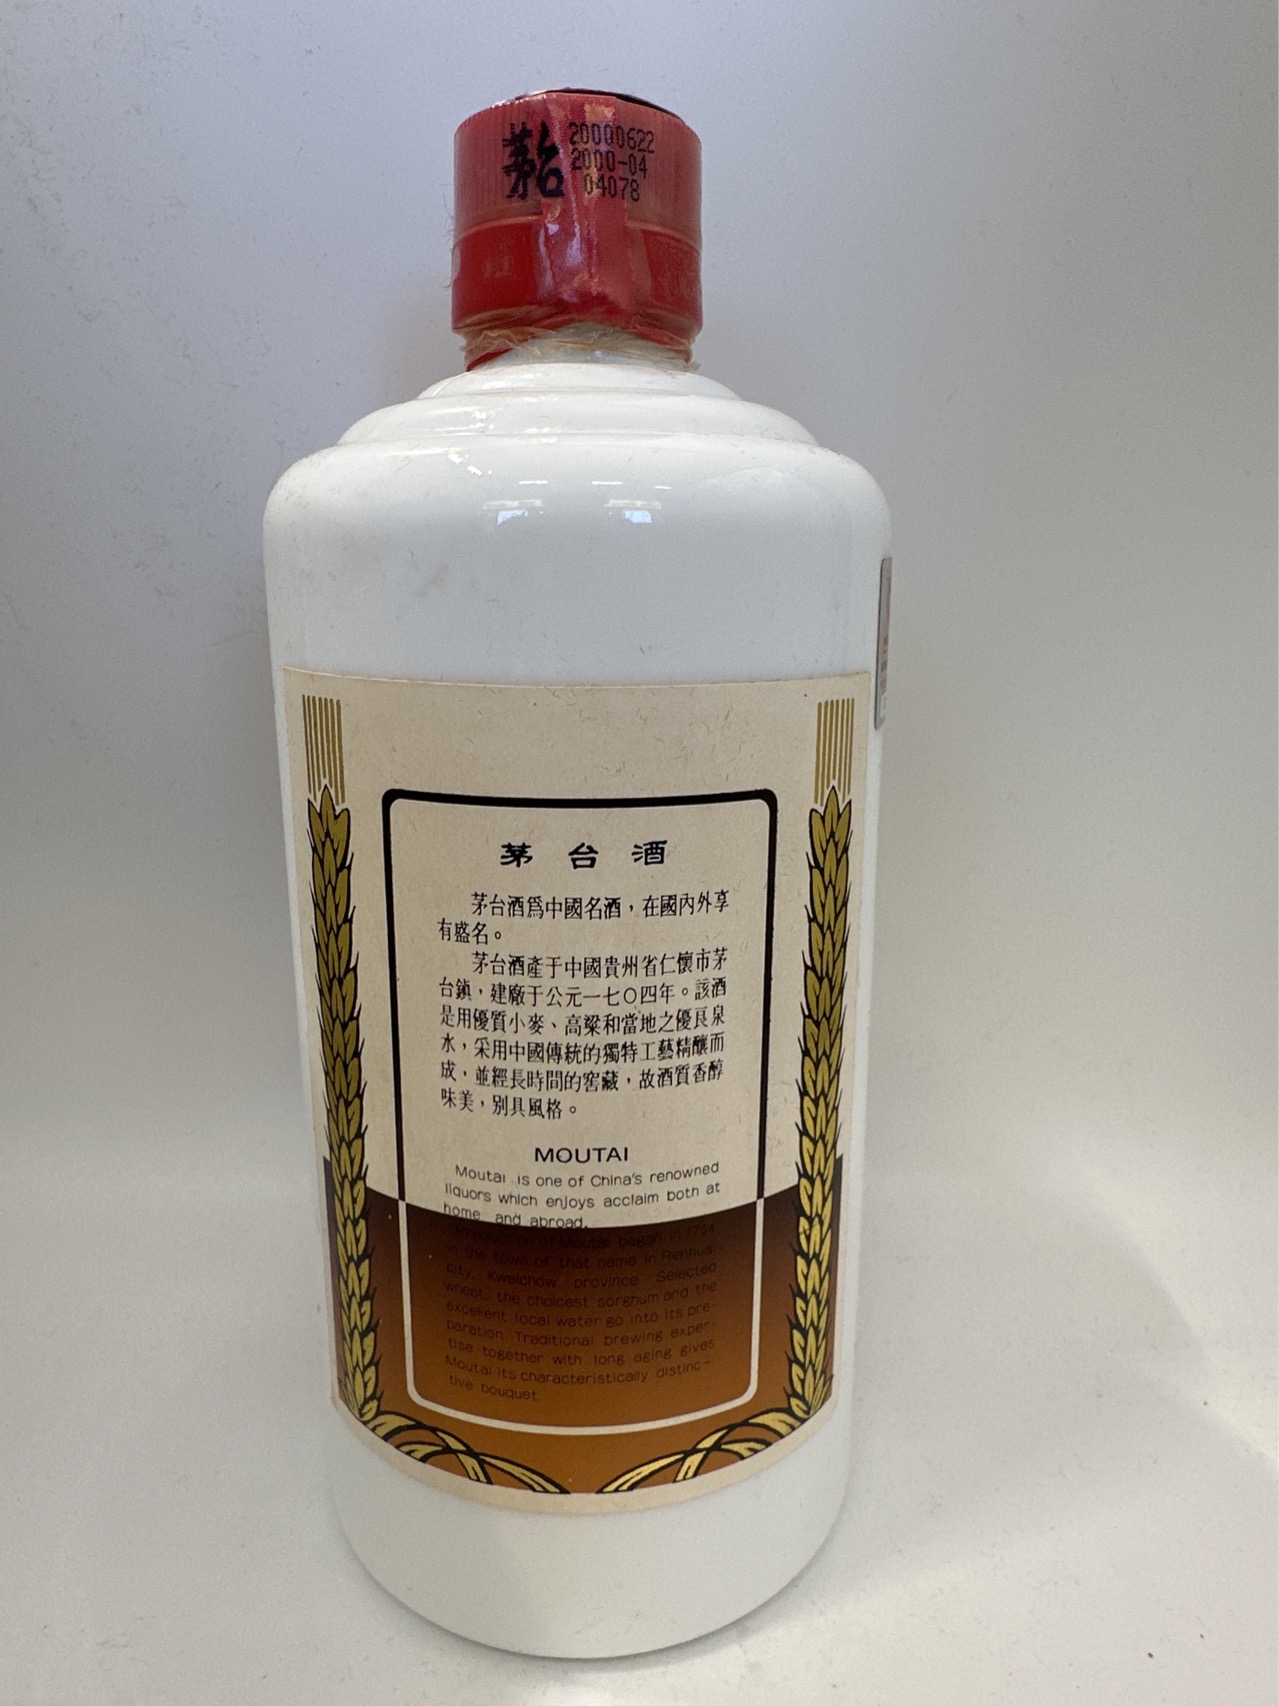 茅台
20000622
2000-04
04078
茅台酒
茅台酒爲中國名酒，在國內外享
有盛名。
茅台酒產于中國貴州省仁懷市茅
台鎮，建廠于公元一七〇四年。該酒
是用優質小麥、高粱和當地之優良泉
水，采用中國傳統的獨特工藝精釀而
成，並經長時間的窖藏，故酒質香醇
味美，別具風格。
MOUTAI
Moutai is one of China's renowned
liquors which enjoys acclaim both at
home and abroad.
Production of Moutai began in 1704
in the town of that name in Renhuai
city, Kweichow province. Selected
wheat, the choicest sorghum and the
excellent local water go into its pre-
paration. Traditional brewing exper-
tise together with long aging gives
Moutai its characteristically distinc-
tive bouquet.